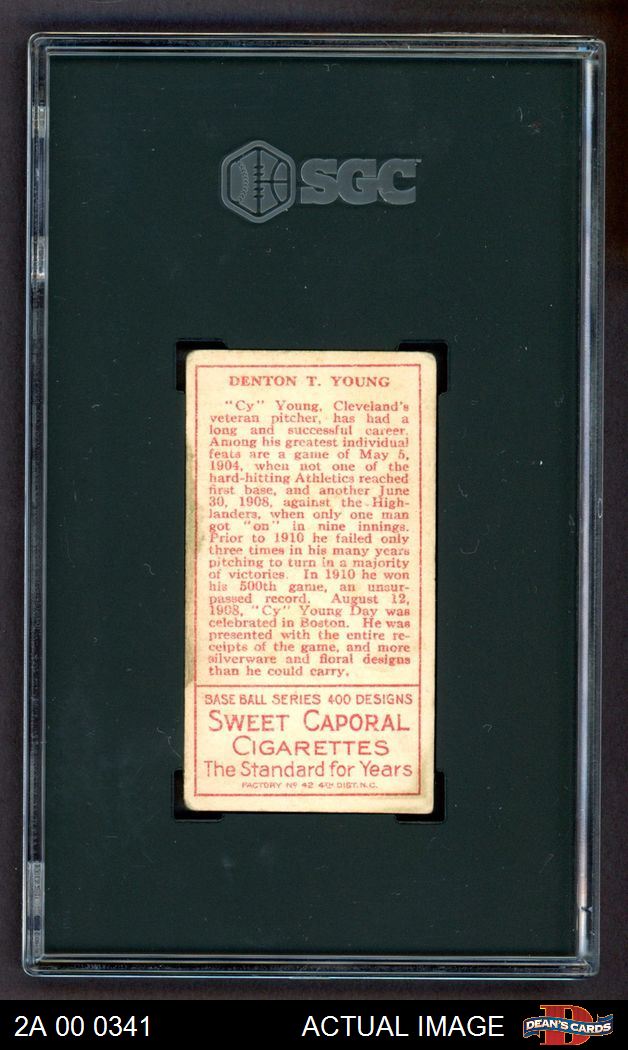 SGC
DENTON T. YOUNG
"Cy" Young, Cleveland's
veteran pitcher, has had a
long and successful career.
Among his greatest individual
feats are a game of May 5,
1904, when not one of the
hard-hitting Athletics reached
first base, and another June
30, 1908, against the High-
landers, when only one man
got "on" in nine innings.
Prior to 1910 he failed only
three times in his many years
pitching to turn in a majority
of victories. In 1910 he won
his 500th game, an unsur-
passed record. August 12,
1908, "Cy" Young Day was
celebrated in Boston. He was
presented with the entire re-
ceipts of the game, and more
silverware and floral designs
than he could carry.
BASE BALL SERIES 400 DESIGNS
SWEET CAPORAL
CIGARETTES
The Standard for Years
FACTORY Nº 42 4TH DIST. N.C.
2A 00 0341 ACTUAL IMAGE DEAN'S CARDS